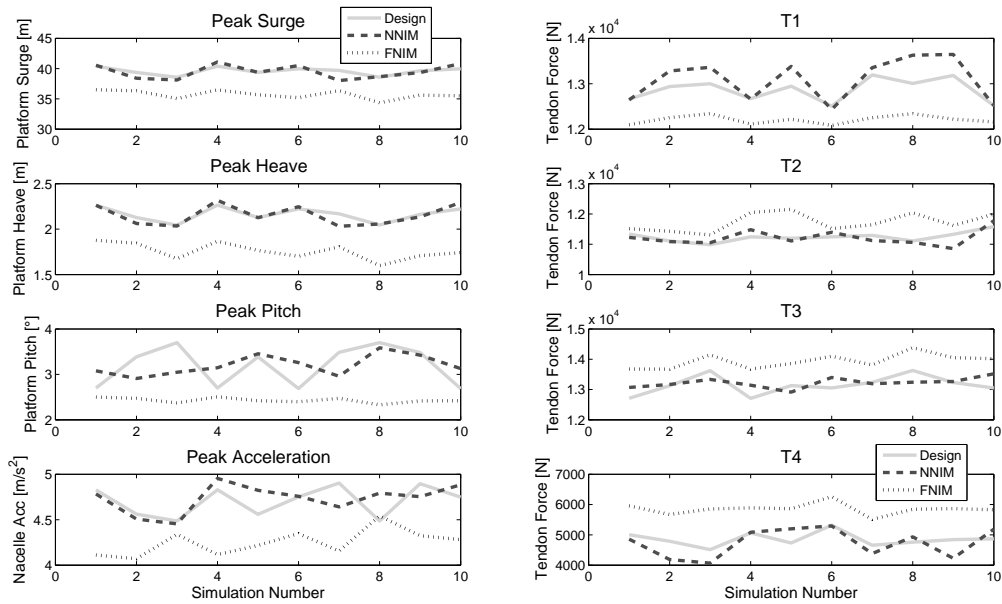 Peak Surge
Platform Surge [m]
45
40
35
30
0 2 4 6 8 10
Design
NNIM
FNIM
Peak Heave
Platform Heave [m]
2.5
2
1.5
0 2 4 6 8 10
Peak Pitch
Platform Pitch [°]
4
3
2
0 2 4 6 8 10
Peak Acceleration
Nacelle Acc [m/s²]
5
4.5
4
0 2 4 6 8 10
Simulation Number
T1
x 10⁴
Tendon Force [N]
1.4
1.3
1.2
0 2 4 6 8 10
T2
x 10⁴
Tendon Force [N]
1.3
1.2
1.1
1
0 2 4 6 8 10
T3
x 10⁴
Tendon Force [N]
1.5
1.4
1.3
1.2
0 2 4 6 8 10
T4
Tendon Force [N]
7000
6000
5000
4000
0 2 4 6 8 10
Design
NNIM
FNIM
Simulation Number